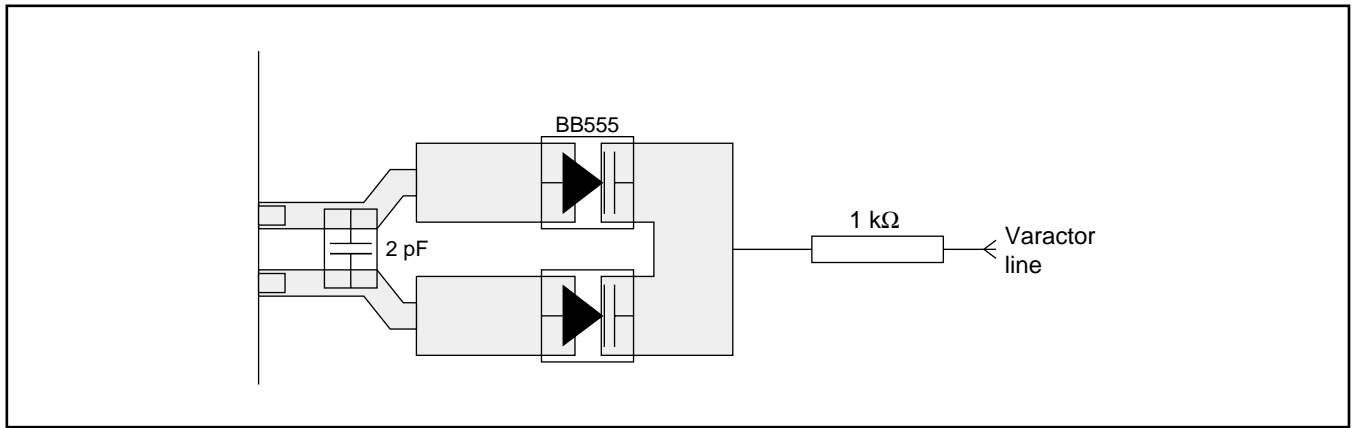 BB555
2 pF
1 kΩ
Varactor
line